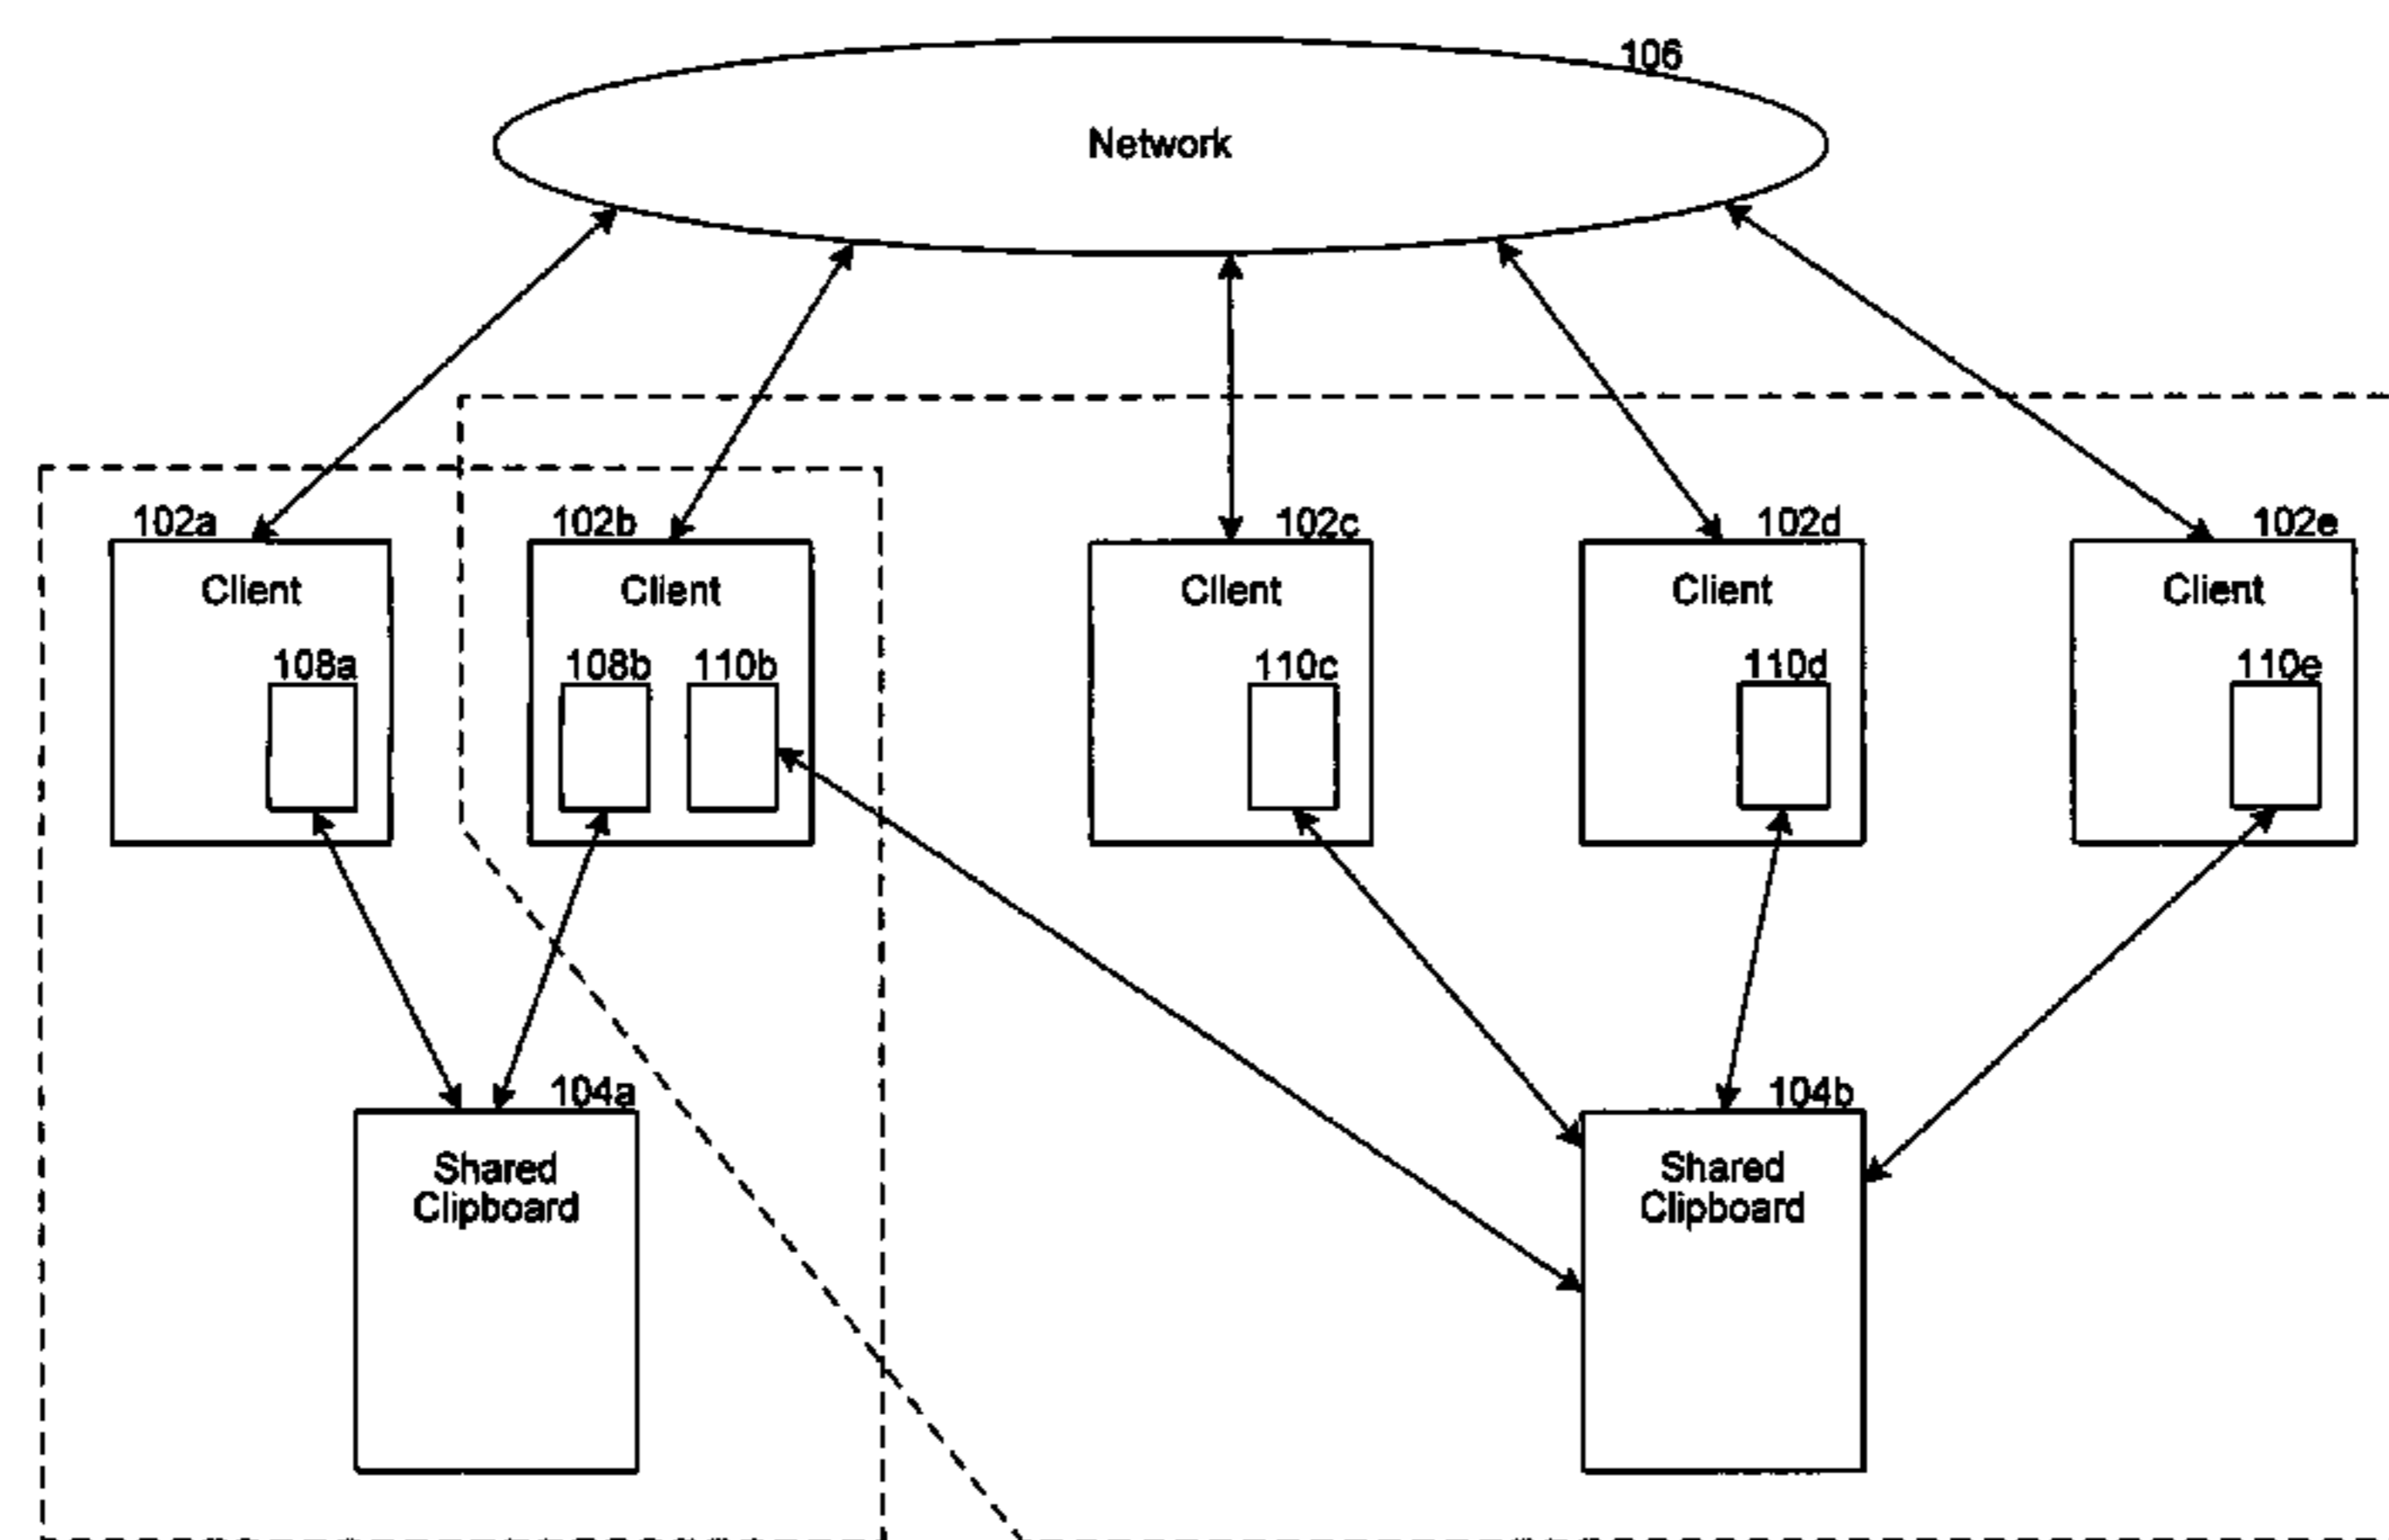 106
Network
102a
102b
102c
102d
102e
Client
Client
Client
Client
Client
108a
108b
110b
110c
110d
110e
104a
104b
Shared
Clipboard
Shared
Clipboard